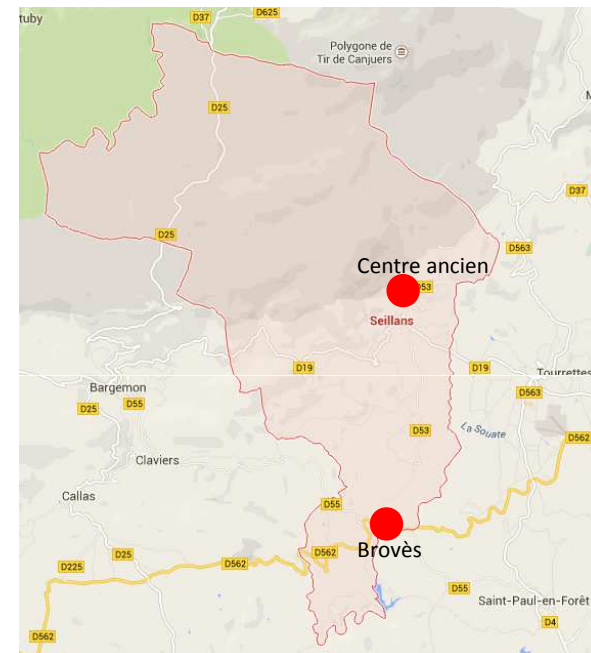 tuby
D37
D625
Polygone de
Tir de Canjuers
D25
D37
D25
D563
Centre ancien
D53
Seillans
D19
D19
Tourrettes
Bargemon
D25
D55
D563
D53
La Souate
D562
Claviers
Callas
D55
D562
Brovès
D25
D562
D225
D55
Saint-Paul-en-Forêt
D562
D4